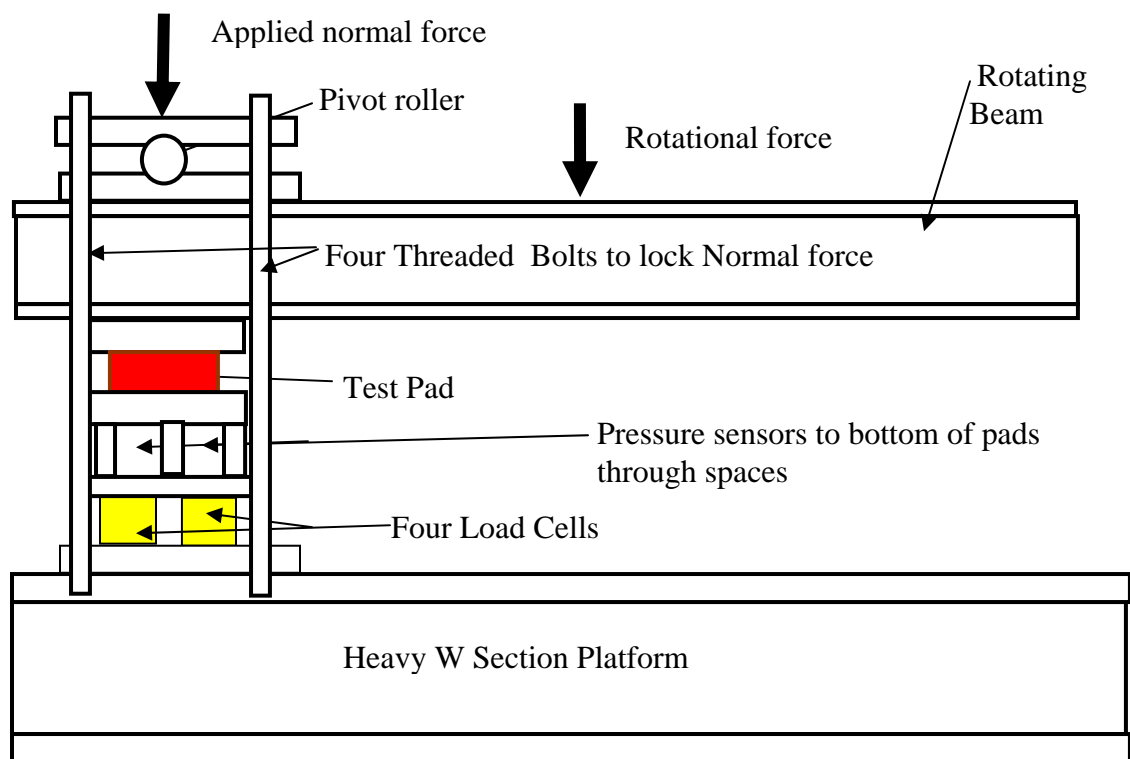 Applied normal force
Pivot roller
Rotational force
Rotating
Beam
Four Threaded  Bolts to lock Normal force
Test Pad
Pressure sensors to bottom of pads
through spaces
Four Load Cells
Heavy W Section Platform